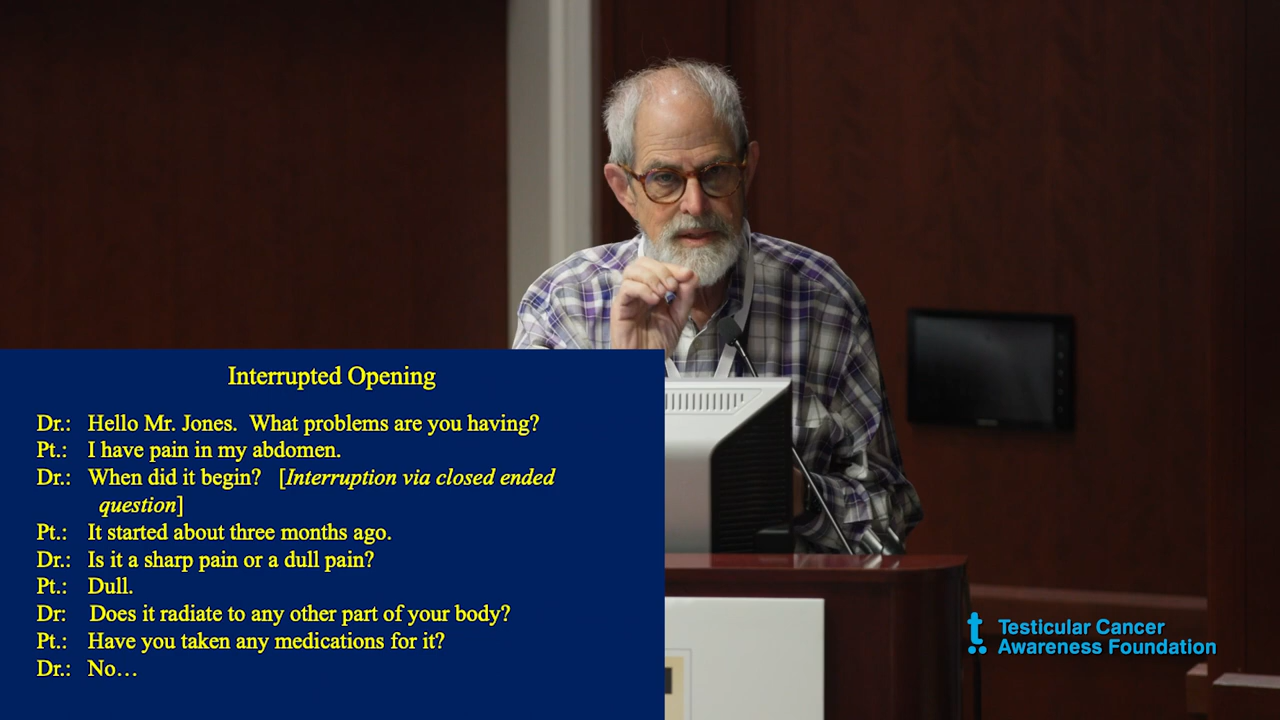 Interrupted Opening
Dr.: Hello Mr. Jones. What problems are you having?
Pt.: I have pain in my abdomen.
Dr.: When did it begin? [Interruption via closed ended
question]
Pt.: It started about three months ago.
Dr.: Is it a sharp pain or a dull pain?
Pt.: Dull.
Dr: Does it radiate to any other part of your body?
Pt.: Have you taken any medications for it?
Dr.: No…
Testicular Cancer
Awareness Foundation